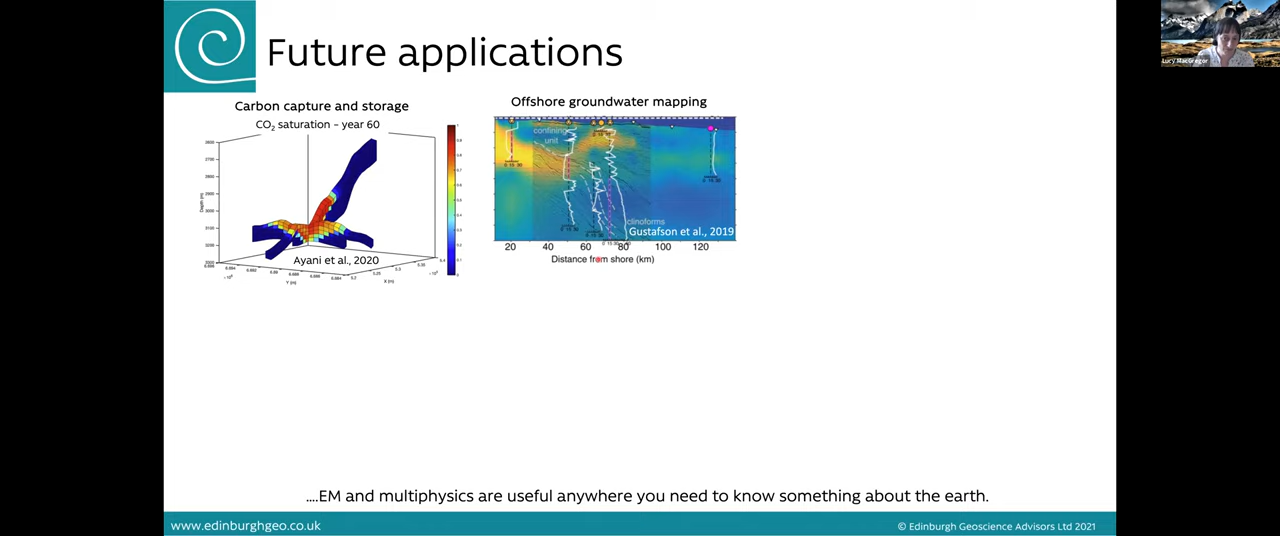 Future applications
Lucy MacGregor
Carbon capture and storage
CO₂ saturation – year 60
Ayani et al., 2020
Depth (m)
Y (m)
X (m)
Offshore groundwater mapping
confining
unit
clinoforms
Gustafson et al., 2019
20 40 60 80 100 120
Distance from shore (km)
....EM and multiphysics are useful anywhere you need to know something about the earth.
www.edinburghgeo.co.uk
© Edinburgh Geoscience Advisors Ltd 2021